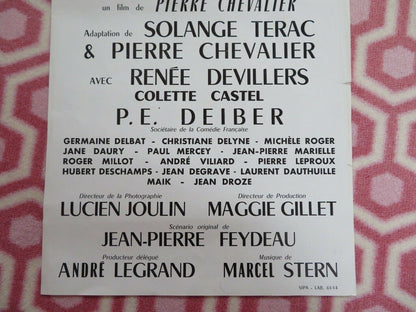 un film de PIERRE CHEVALIER
Adaptation de SOLANGE TERAC
& PIERRE CHEVALIER
AVEC RENÉE DEVILLERS
COLETTE CASTEL
P. E. DEIBER
Sociétaire de la Comédie Française
GERMAINE DELBAT - CHRISTIANE DELYNE - MICHÈLE ROGER
JANE DAURY - PAUL MERCEY - JEAN-PIERRE MARIELLE
ROGER MILLOT - ANDRÉ VILIARD - PIERRE LEPROUX
HUBERT DESCHAMPS - JEAN DEGRAVE - LAURENT DAUTHUILLE
MAIK - JEAN DROZE
Directeur de la Photographie Directeur de Production
LUCIEN JOULIN MAGGIE GILLET
Scénario original de
JEAN-PIERRE FEYDEAU
Producteur délégué Musique de
ANDRÉ LEGRAND MARCEL STERN